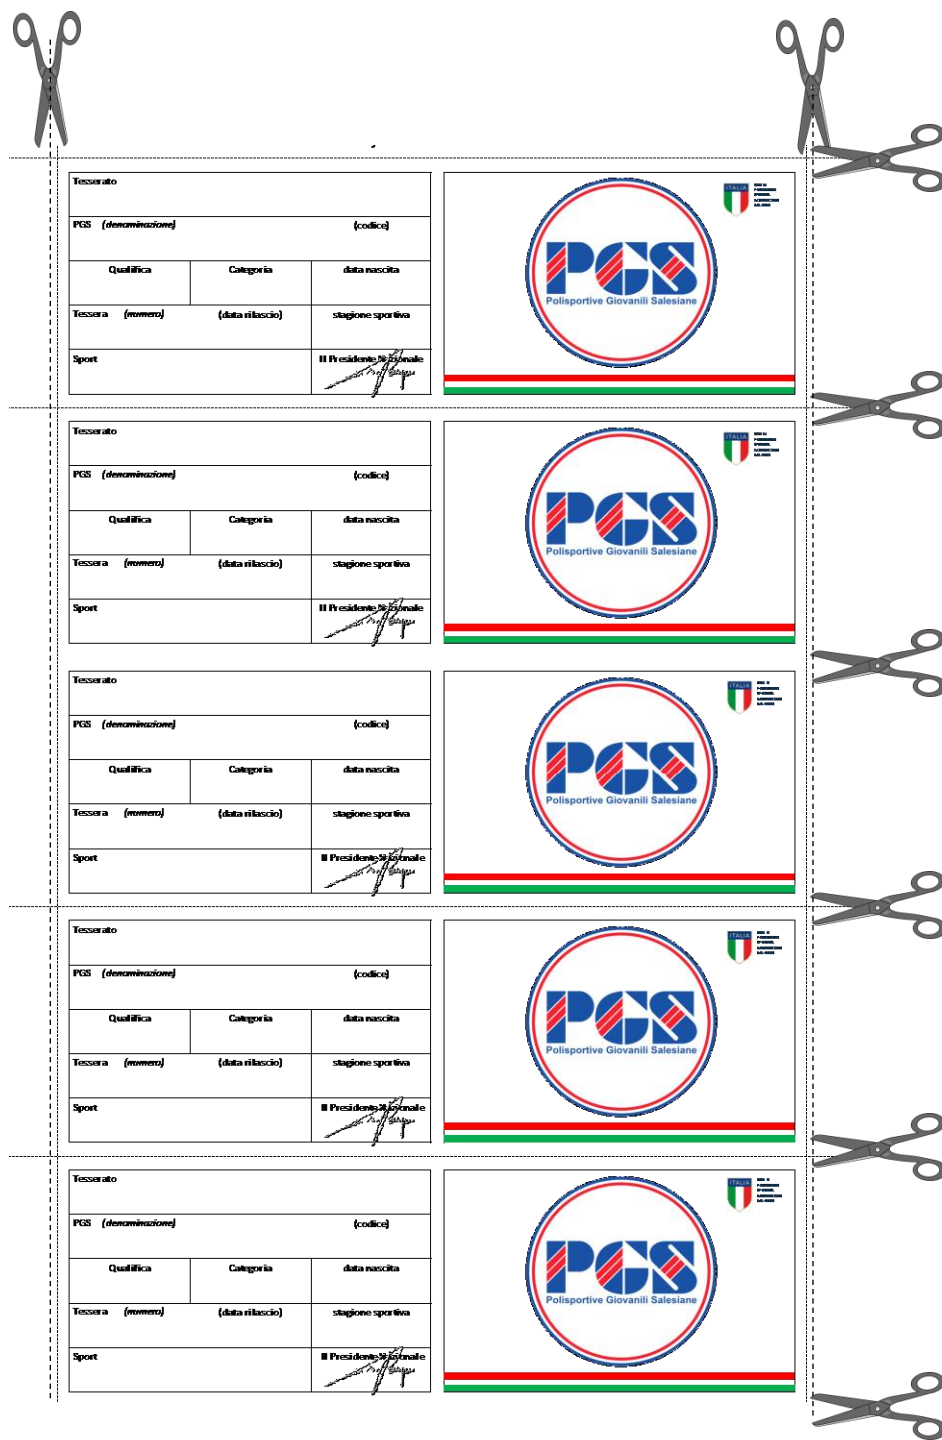 Tesserato
PGS (denominazione) (codice)
Qualifica Categoria data nascita
Tessera (numero) (data rilascio) stagione sportiva
Sport Il Presidente Nazionale
ITALIA
PGS
Polisportive Giovanili Salesiane
Tesserato
PGS (denominazione) (codice)
Qualifica Categoria data nascita
Tessera (numero) (data rilascio) stagione sportiva
Sport Il Presidente Nazionale
ITALIA
PGS
Polisportive Giovanili Salesiane
Tesserato
PGS (denominazione) (codice)
Qualifica Categoria data nascita
Tessera (numero) (data rilascio) stagione sportiva
Sport Il Presidente Nazionale
ITALIA
PGS
Polisportive Giovanili Salesiane
Tesserato
PGS (denominazione) (codice)
Qualifica Categoria data nascita
Tessera (numero) (data rilascio) stagione sportiva
Sport Il Presidente Nazionale
ITALIA
PGS
Polisportive Giovanili Salesiane
Tesserato
PGS (denominazione) (codice)
Qualifica Categoria data nascita
Tessera (numero) (data rilascio) stagione sportiva
Sport Il Presidente Nazionale
ITALIA
PGS
Polisportive Giovanili Salesiane